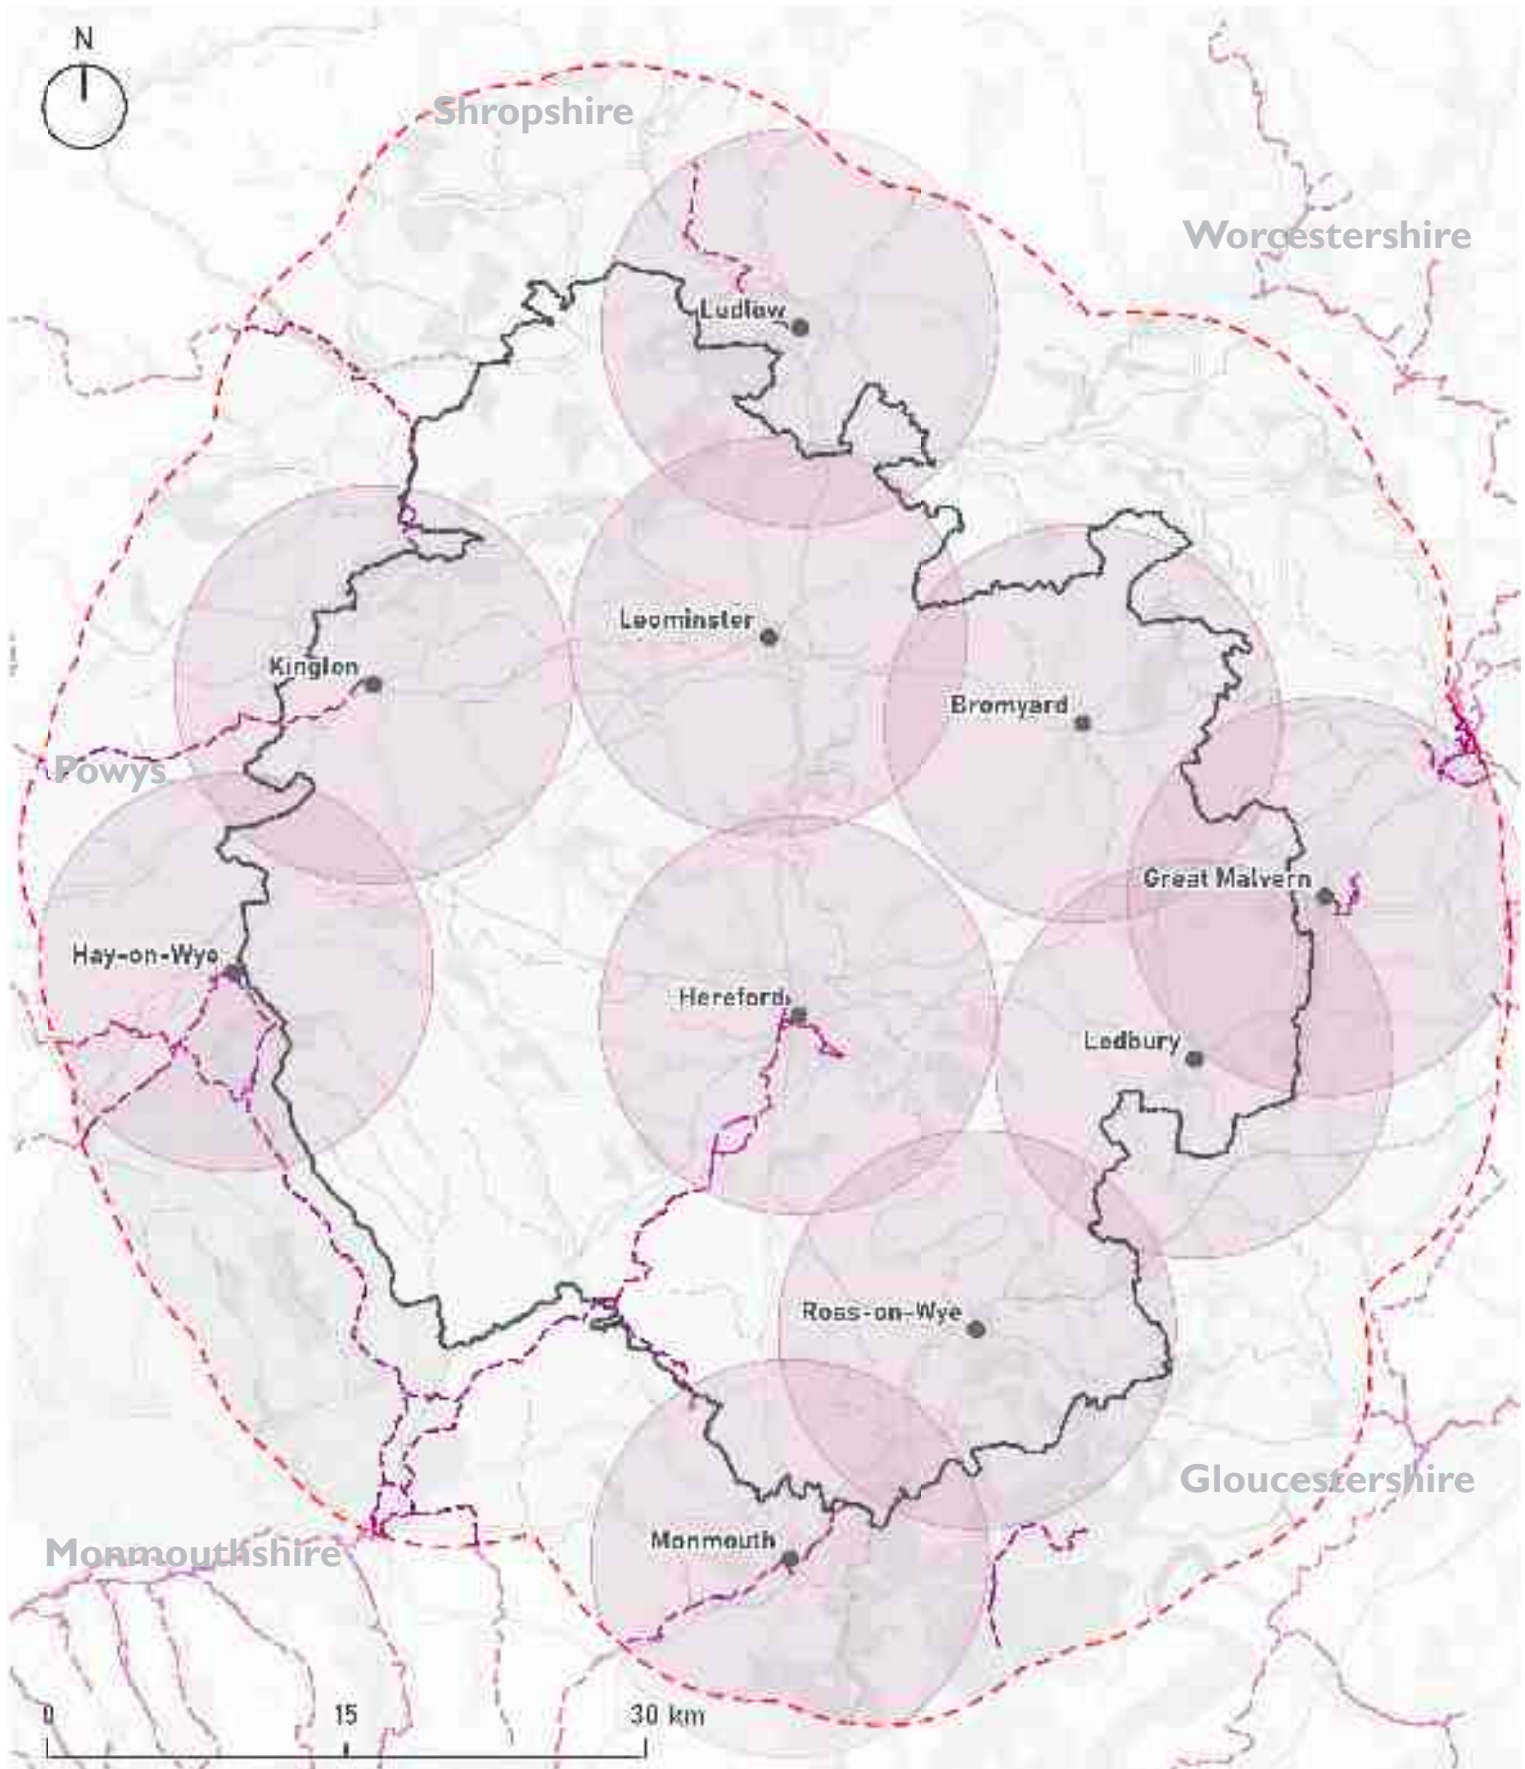 N
Shropshire
Worcestershire
Ludlow
Leominster
Kington
Bromyard
Powys
Great Malvern
Hay-on-Wye
Hereford
Ledbury
Ross-on-Wye
Gloucestershire
Monmouth
Monmouthshire
0 15 30 km